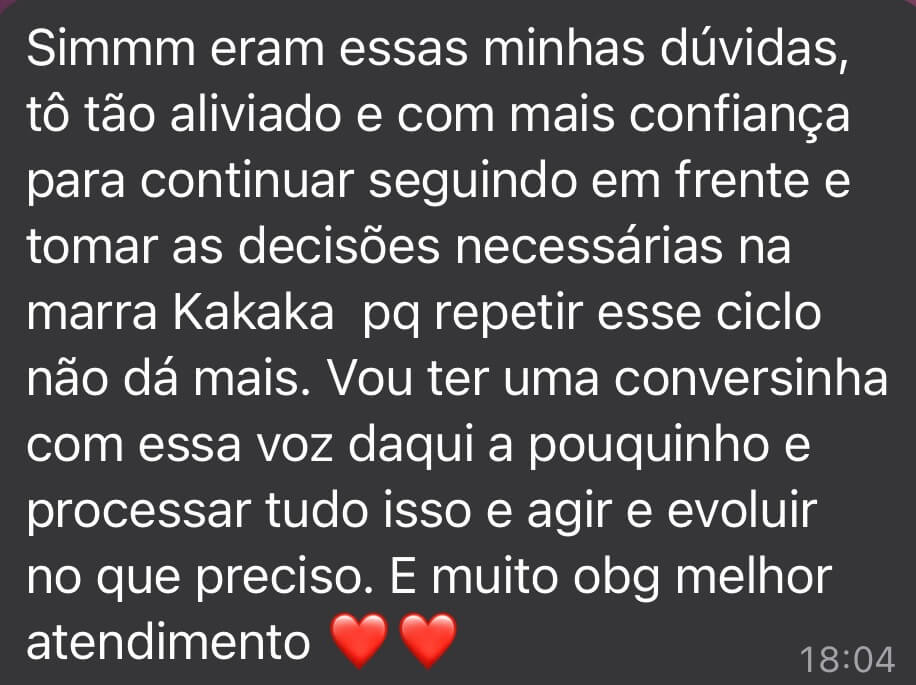 Simmm eram essas minhas dúvidas,
tô tão aliviado e com mais confiança
para continuar seguindo em frente e
tomar as decisões necessárias na
marra Kakaka  pq repetir esse ciclo
não dá mais. Vou ter uma conversinha
com essa voz daqui a pouquinho e
processar tudo isso e agir e evoluir
no que preciso. E muito obg melhor
atendimento ❤️❤️
18:04